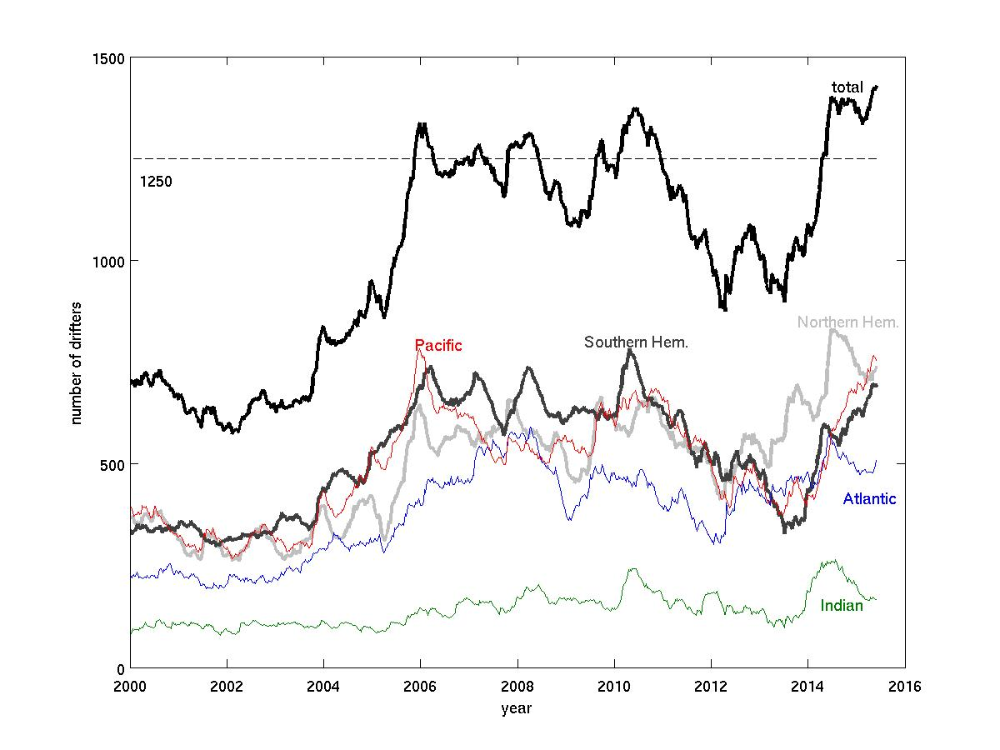 1500
total
1250
1000
number of drifters
Northern Hem.
Southern Hem.
Pacific
500
Atlantic
Indian
0
2000 2002 2004 2006 2008 2010 2012 2014 2016
year